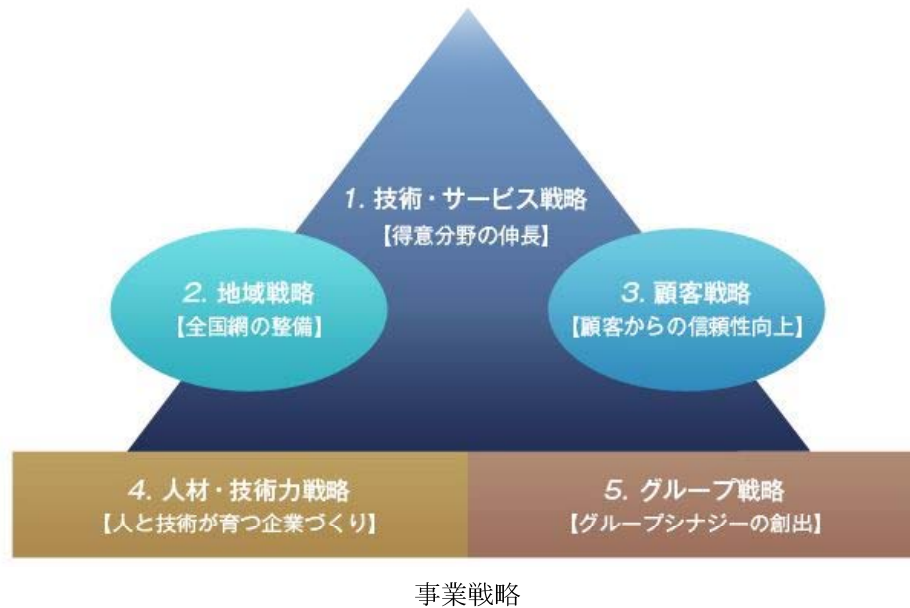 1. 技術・サービス戦略
【得意分野の伸長】
2. 地域戦略
【全国網の整備】
3. 顧客戦略
【顧客からの信頼性向上】
4. 人材・技術力戦略
【人と技術が育つ企業づくり】
5. グループ戦略
【グループシナジーの創出】
事業戦略